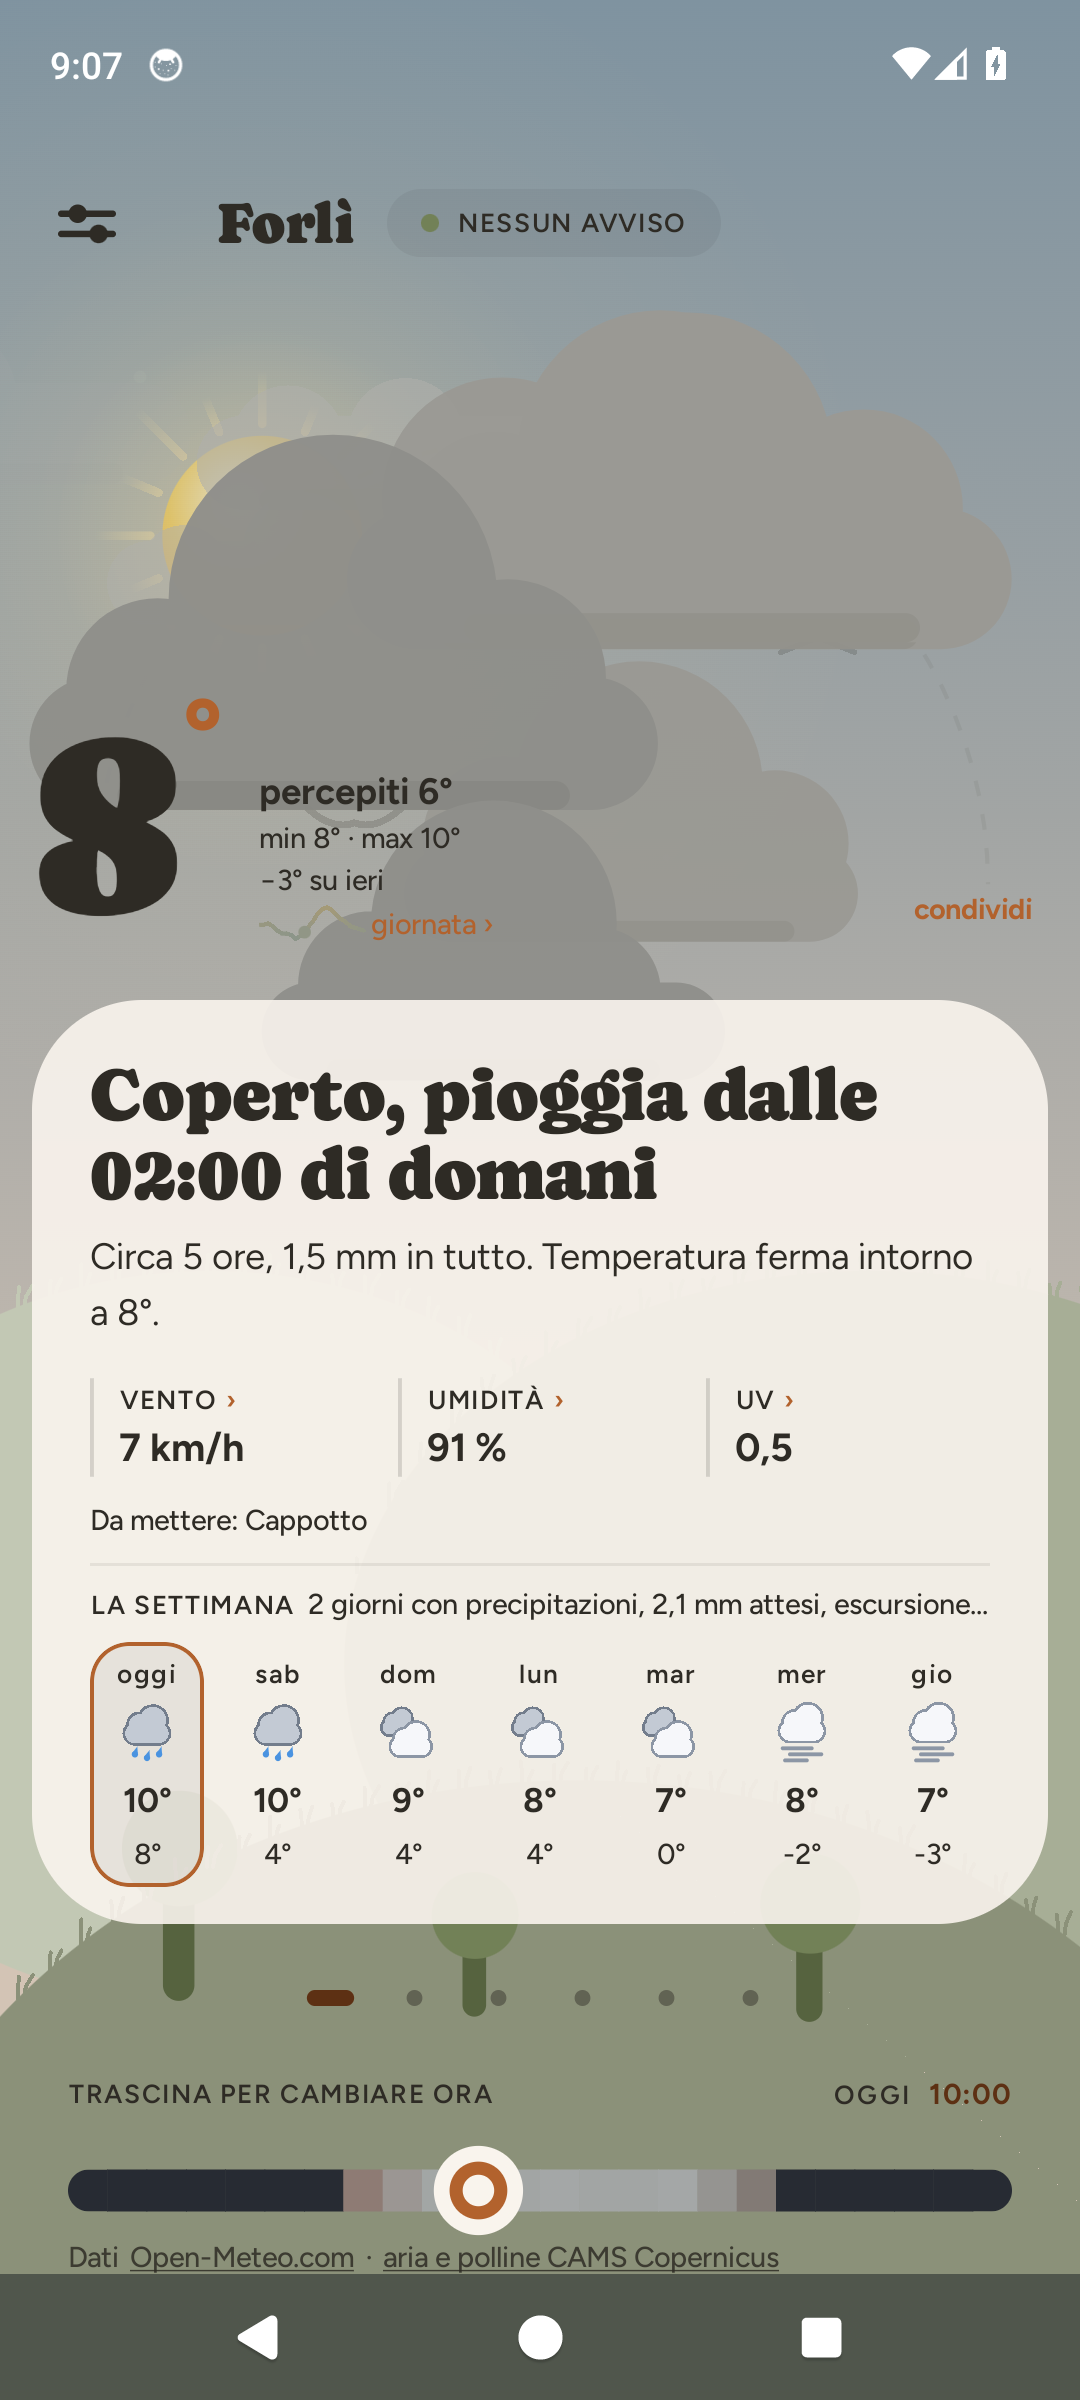 9:07
Forlì
NESSUN AVVISO
8
percepiti 6°
min 8° · max 10°
−3° su ieri
giornata ›
condividi
Coperto, pioggia dalle
02:00 di domani
Circa 5 ore, 1,5 mm in tutto. Temperatura ferma intorno
a 8°.
VENTO › UMIDITÀ › UV ›
7 km/h 91 % 0,5
Da mettere: Cappotto
LA SETTIMANA 2 giorni con precipitazioni, 2,1 mm attesi, escursione...
oggi sab dom lun mar mer gio
10° 10° 9° 8° 7° 8° 7°
8° 4° 4° 4° 0° -2° -3°
TRASCINA PER CAMBIARE ORA OGGI 10:00
Dati Open-Meteo.com · aria e polline CAMS Copernicus